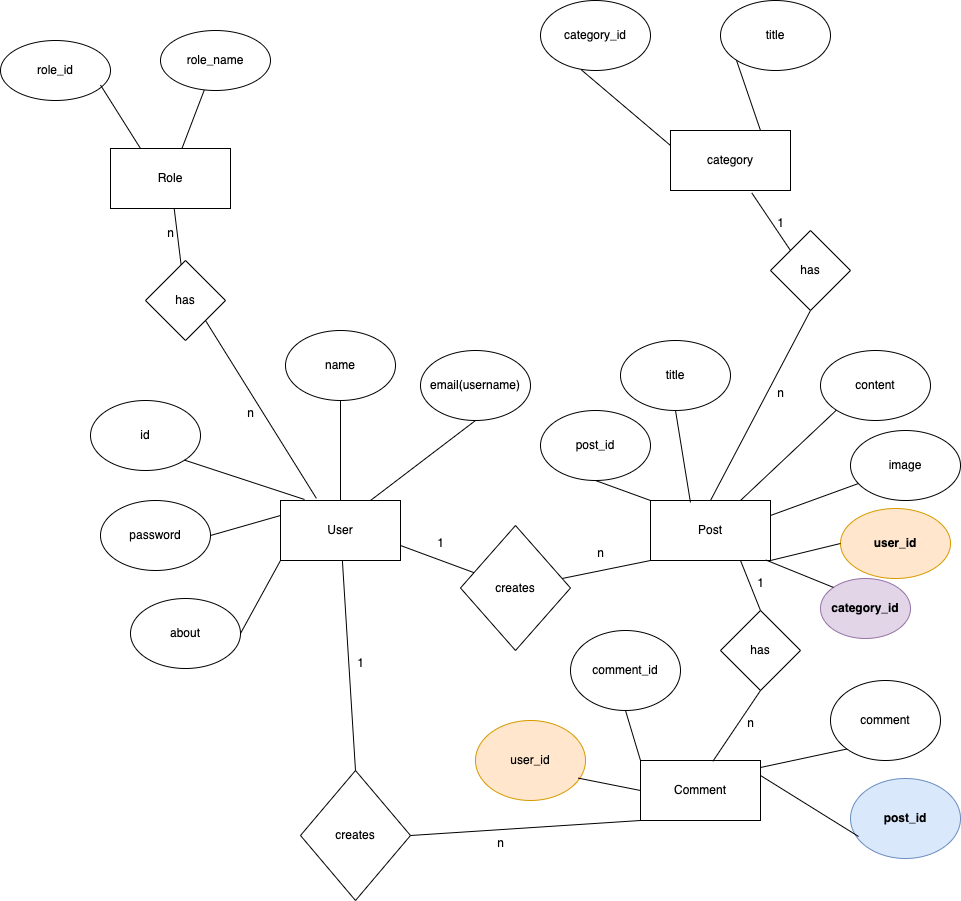 category_id
title
role_name
role_id
category
Role
1
n
has
has
name
title
email(username)
content
n
n
id
post_id
image
User
Post
password
user_id
1
n
creates
1
category_id
about
has
1
comment_id
comment
n
user_id
Comment
post_id
creates
n